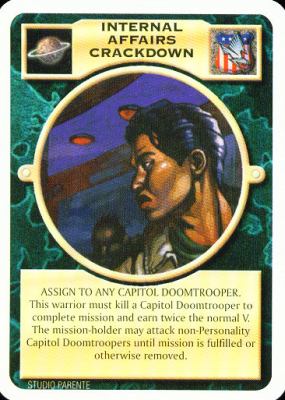 INTERNAL
AFFAIRS
CRACKDOWN
ASSIGN TO ANY CAPITOL DOOMTROOPER.
This warrior must kill a Capitol Doomtrooper to
complete mission and earn twice the normal V.
The mission-holder may attack non-Personality
Capitol Doomtroopers until mission is fulfilled or
otherwise removed.
STUDIO PARENTE